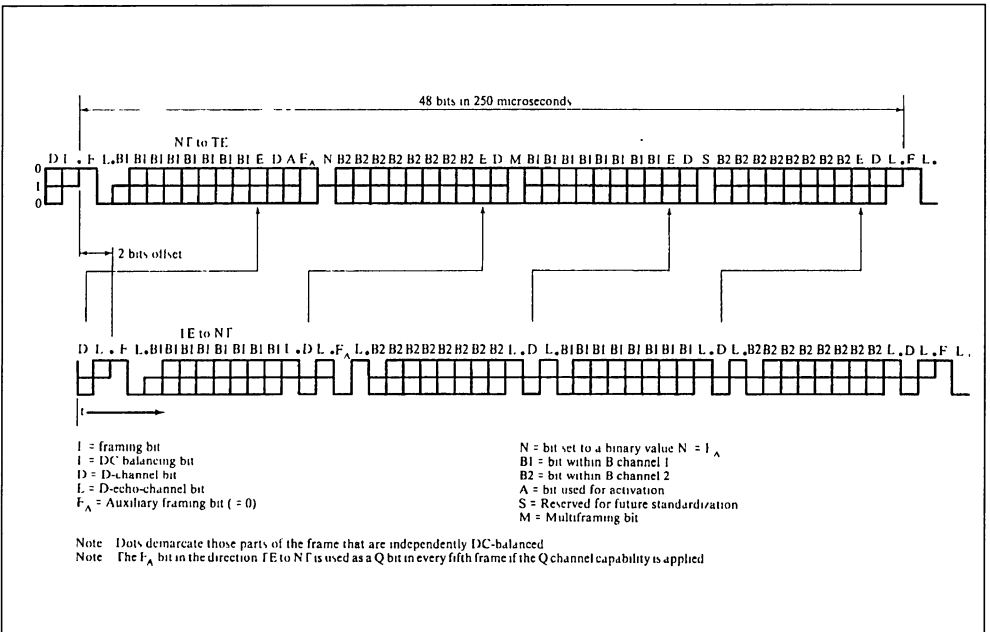 48 bits in 250 microseconds
NT to TE
D L . F L . B1 B1 B1 B1 B1 B1 B1 B1 E D A F_A N B2 B2 B2 B2 B2 B2 B2 B2 E D M B1 B1 B1 B1 B1 B1 B1 B1 E D S B2 B2 B2 B2 B2 B2 B2 B2 E D L . F L .
0
1
0
2 bits offset
TE to NT
D L . F L . B1 B1 B1 B1 B1 B1 B1 B1 L . D L . F_A L . B2 B2 B2 B2 B2 B2 B2 B2 L . D L . B1 B1 B1 B1 B1 B1 B1 B1 L . D L . B2 B2 B2 B2 B2 B2 B2 B2 L . D L . F L .
t
= framing bit
= DC balancing bit
D = D-channel bit
= D-echo-channel bit
F_A = Auxiliary framing bit ( = 0)
N = bit set to a binary value N = F_A
B1 = bit within B channel 1
B2 = bit within B channel 2
A = bit used for activation
S = Reserved for future standardization
M = Multiframing bit
Note Dots demarcate those parts of the frame that are independently DC-balanced
Note The F_A bit in the direction TE to NT is used as a Q bit in every fifth frame if the Q channel capability is applied